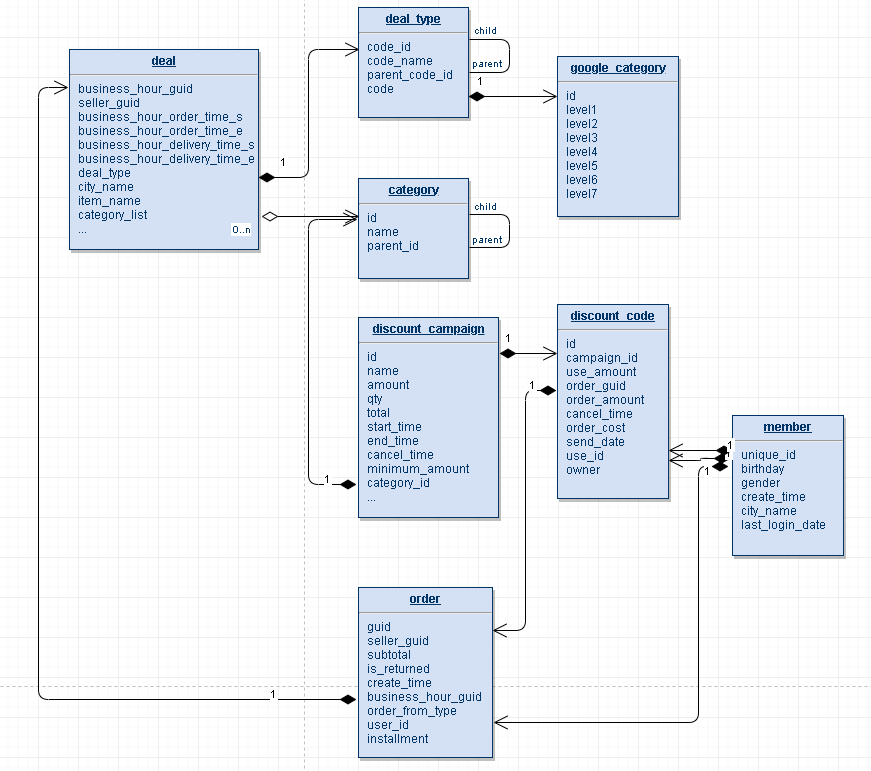 deal
business_hour_guid
seller_guid
business_hour_order_time_s
business_hour_order_time_e
business_hour_delivery_time_s
business_hour_delivery_time_e
deal_type
city_name
item_name
category_list
...
0..n
1
deal_type
code_id
code_name
parent_code_id
code
child
parent
1
google_category
id
level1
level2
level3
level4
level5
level6
level7
category
id
name
parent_id
child
parent
discount_campaign
id
name
amount
qty
total
start_time
end_time
cancel_time
minimum_amount
category_id
...
1
1
discount_code
id
campaign_id
use_amount
order_guid
order_amount
cancel_time
order_cost
send_date
use_id
owner
1
member
unique_id
birthday
gender
create_time
city_name
last_login_date
1
1
order
guid
seller_guid
subtotal
is_returned
create_time
business_hour_guid
order_from_type
user_id
installment
1